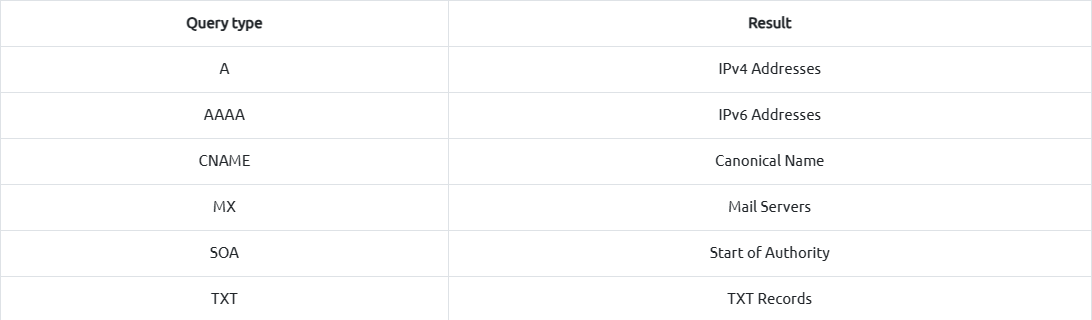 Query type Result
A IPv4 Addresses
AAAA IPv6 Addresses
CNAME Canonical Name
MX Mail Servers
SOA Start of Authority
TXT TXT Records